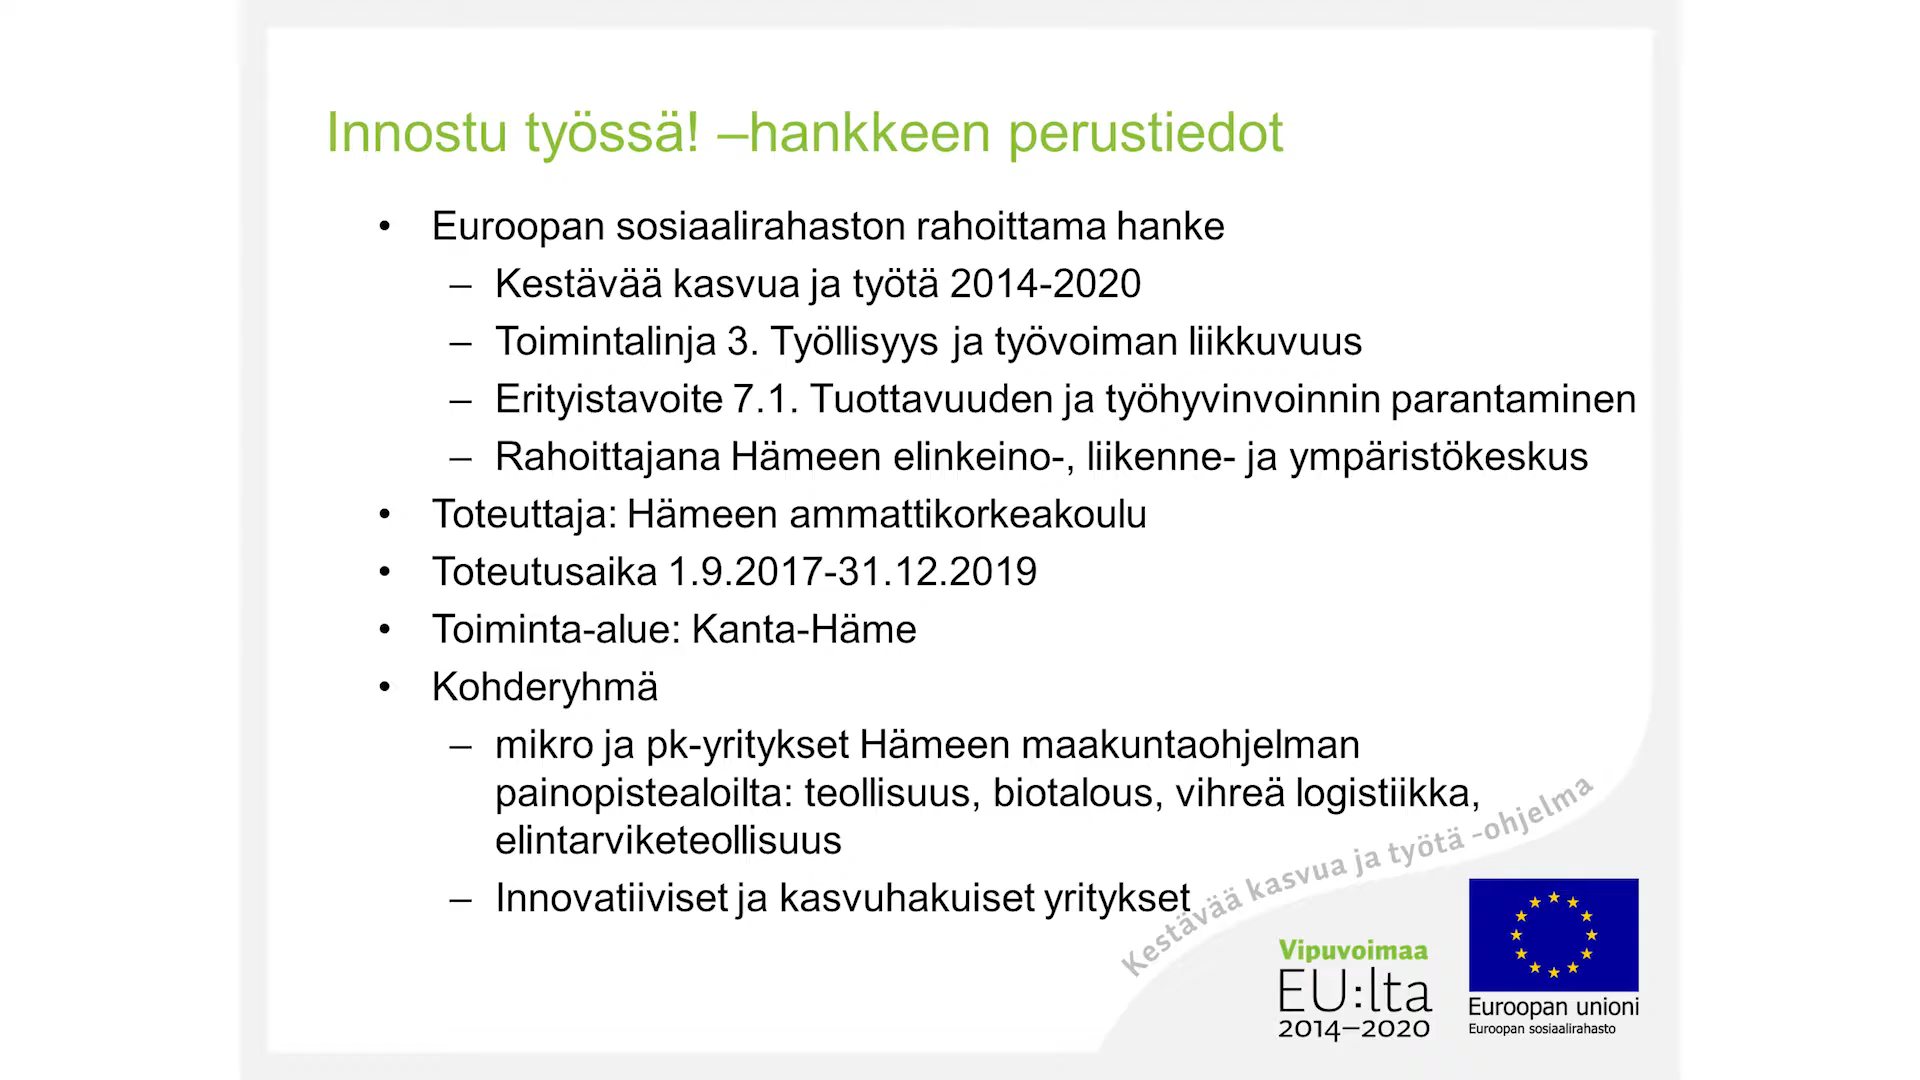 Innostu työssä! –hankkeen perustiedot
• Euroopan sosiaalirahaston rahoittama hanke
– Kestävää kasvua ja työtä 2014-2020
– Toimintalinja 3. Työllisyys ja työvoiman liikkuvuus
– Erityistavoite 7.1. Tuottavuuden ja työhyvinvoinnin parantaminen
– Rahoittajana Hämeen elinkeino-, liikenne- ja ympäristökeskus
• Toteuttaja: Hämeen ammattikorkeakoulu
• Toteutusaika 1.9.2017-31.12.2019
• Toiminta-alue: Kanta-Häme
• Kohderyhmä
– mikro ja pk-yritykset Hämeen maakuntaohjelman
painopistealoilta: teollisuus, biotalous, vihreä logistiikka,
elintarviketeollisuus
– Innovatiiviset ja kasvuhakuiset yritykset
Kestävää kasvua ja työtä -ohjelma
Vipuvoimaa
EU:lta
2014–2020
Euroopan unioni
Euroopan sosiaalirahasto